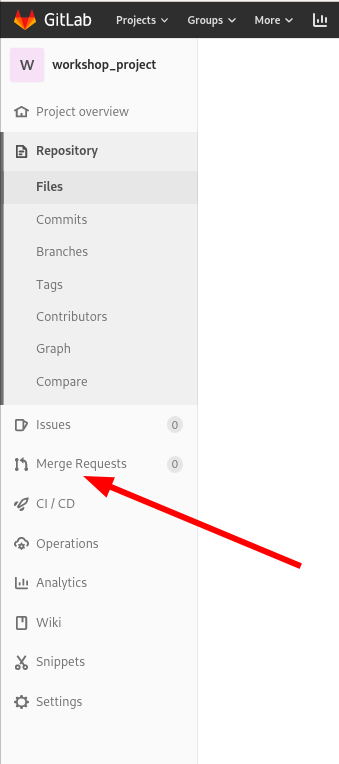 GitLab Projects Groups More
W workshop_project
Project overview
Repository
Files
Commits
Branches
Tags
Contributors
Graph
Compare
Issues 0
Merge Requests 0
CI / CD
Operations
Analytics
Wiki
Snippets
Settings